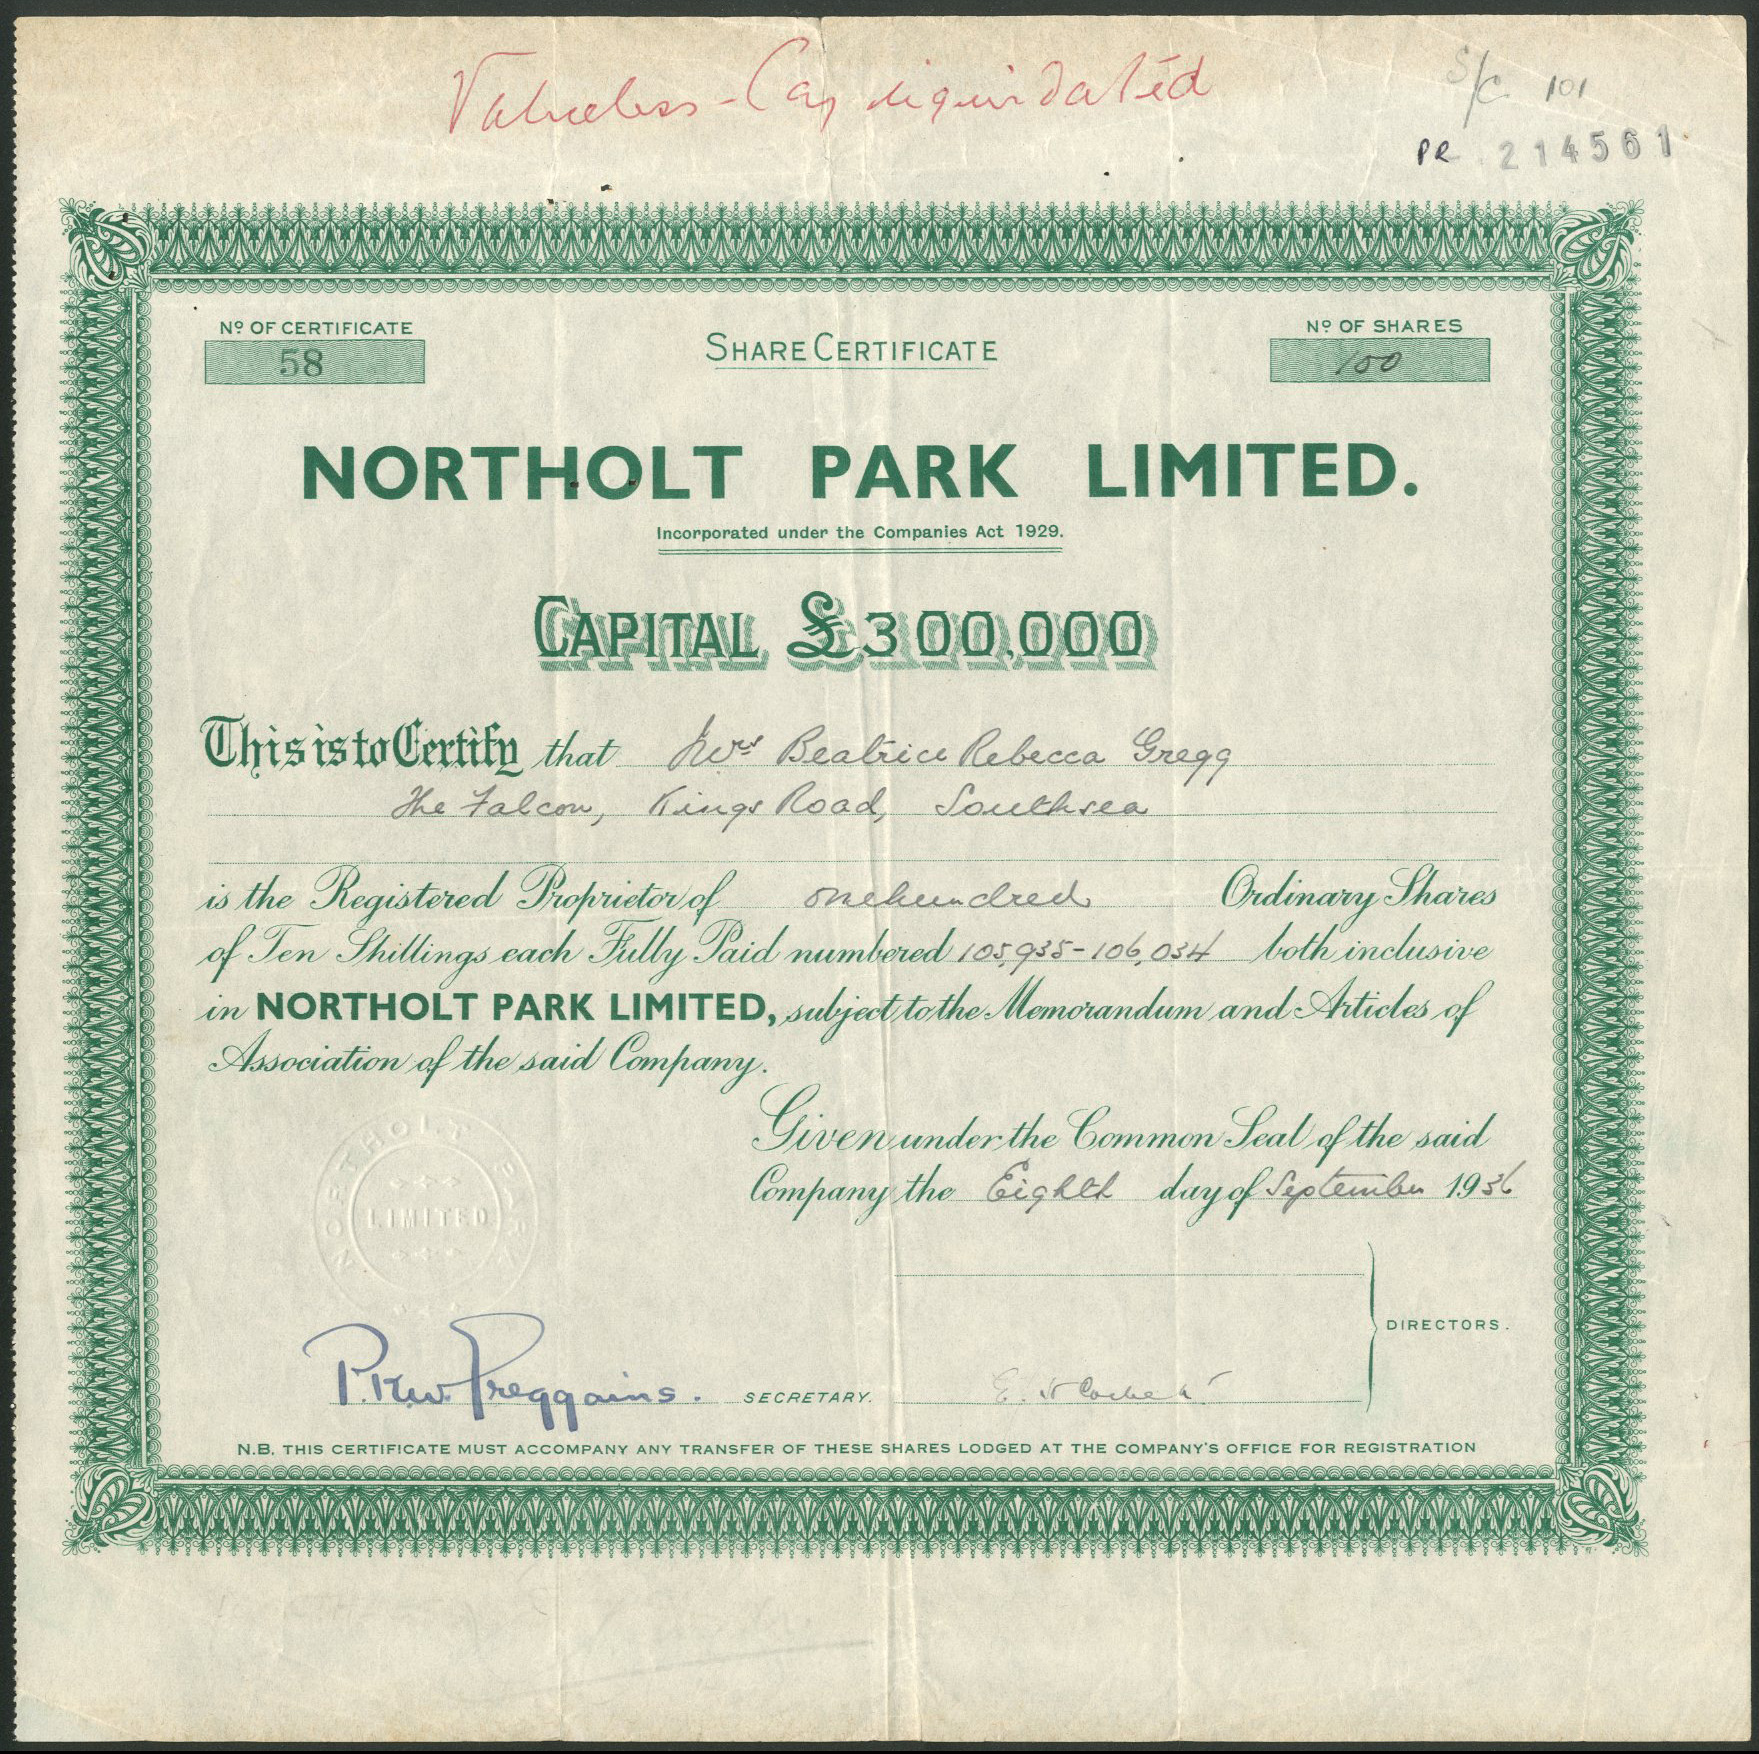 Valueless - Coy liquidated
S/C 101
PR 214561
Nº OF CERTIFICATE
58
SHARE CERTIFICATE
Nº OF SHARES
100
NORTHOLT PARK LIMITED.
Incorporated under the Companies Act 1929.
CAPITAL £300,000
This is to Certify that Mrs Beatrice Rebecca Gregg
The Falcon, Kings Road, Southsea
is the Registered Proprietor of one hundred Ordinary Shares
of Ten Shillings each Fully Paid numbered 105,935-106,034 both inclusive
in NORTHOLT PARK LIMITED, subject to the Memorandum and Articles of
Association of the said Company.
Given under the Common Seal of the said
Company the Eighth day of September 1936
NORTHOLT PARK
LIMITED
DIRECTORS.
Preggains. SECRETARY.
N.B. THIS CERTIFICATE MUST ACCOMPANY ANY TRANSFER OF THESE SHARES LODGED AT THE COMPANY'S OFFICE FOR REGISTRATION